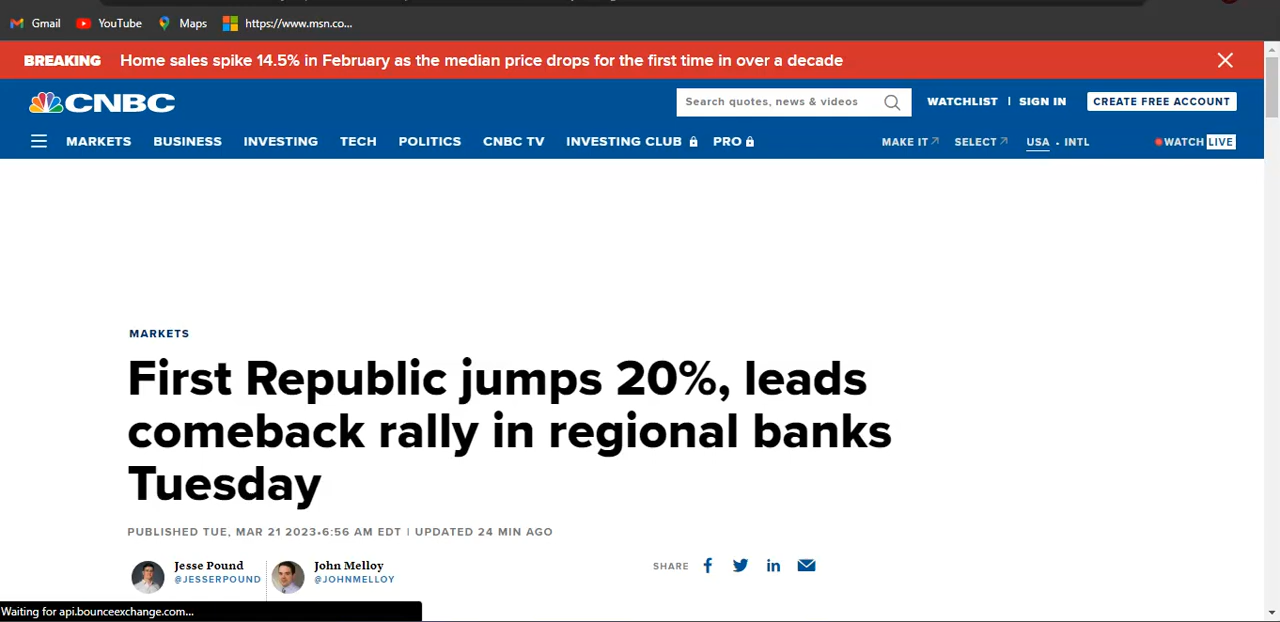 Gmail YouTube Maps https://www.msn.co...
BREAKING Home sales spike 14.5% in February as the median price drops for the first time in over a decade
CNBC Search quotes, news & videos WATCHLIST | SIGN IN CREATE FREE ACCOUNT
MARKETS BUSINESS INVESTING TECH POLITICS CNBC TV INVESTING CLUB PRO MAKE IT SELECT USA • INTL WATCH LIVE
MARKETS
First Republic jumps 20%, leads
comeback rally in regional banks
Tuesday
PUBLISHED TUE, MAR 21 2023•6:56 AM EDT | UPDATED 24 MIN AGO
Jesse Pound John Melloy SHARE
@JESSERPOUND @JOHNMELLOY
Waiting for api.bounceexchange.com...